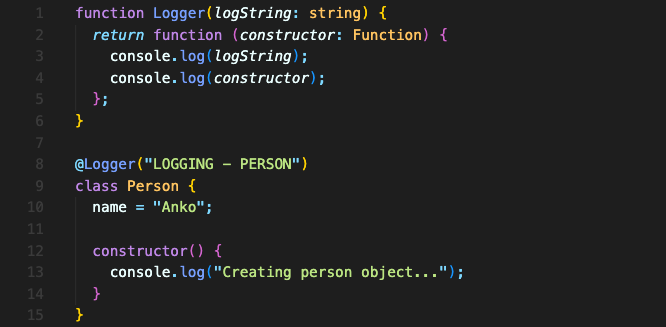 1 function Logger(logString: string) {
2   return function (constructor: Function) {
3     console.log(logString);
4     console.log(constructor);
5   };
6 }
7
8 @Logger("LOGGING - PERSON")
9 class Person {
10   name = "Anko";
11
12   constructor() {
13     console.log("Creating person object...");
14   }
15 }